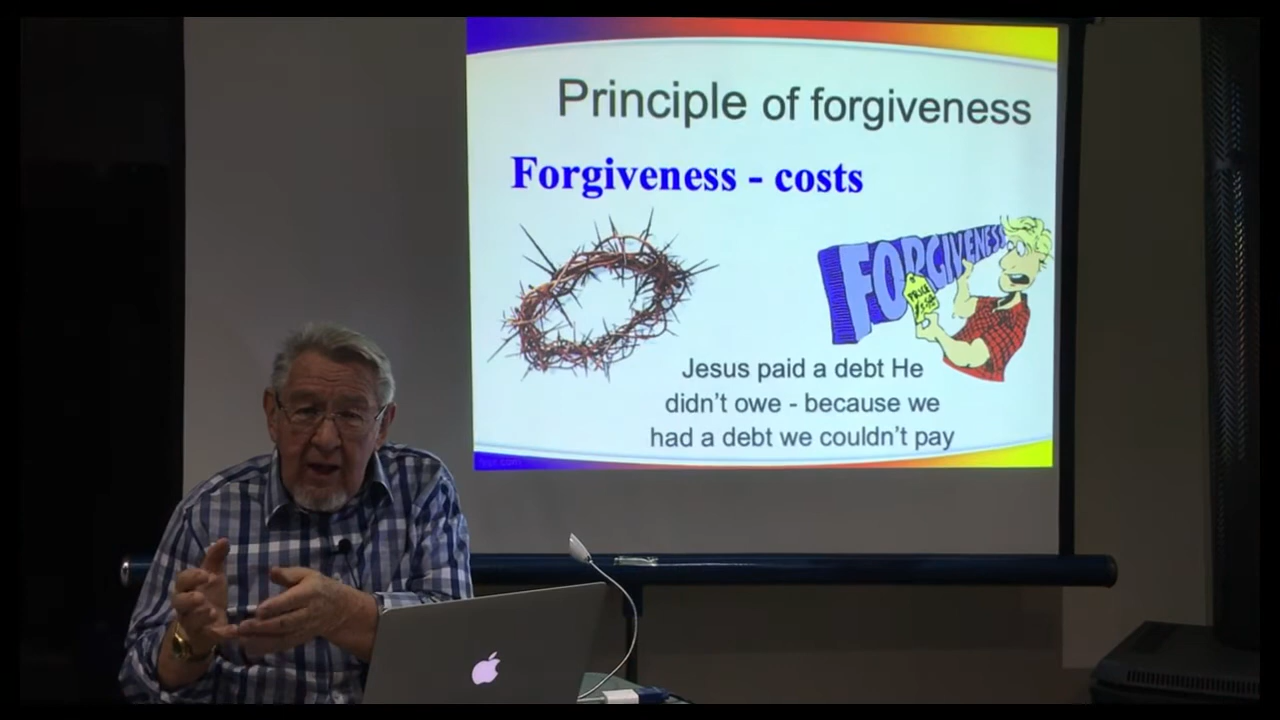 Principle of forgiveness
Forgiveness - costs
FORGIVENESS
PRICE
Jesus paid a debt He
didn't owe - because we
had a debt we couldn't pay